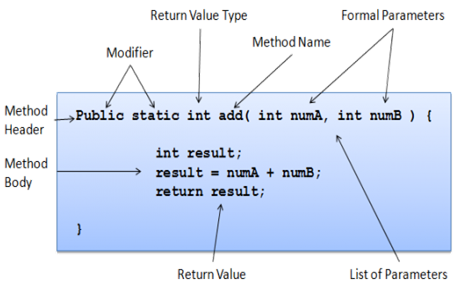 Return Value Type
Formal Parameters
Modifier
Method Name
Method
Header
Public static int add( int numA, int numB ) {
int result;
Method
Body
result = numA + numB;
return result;
}
Return Value
List of Parameters